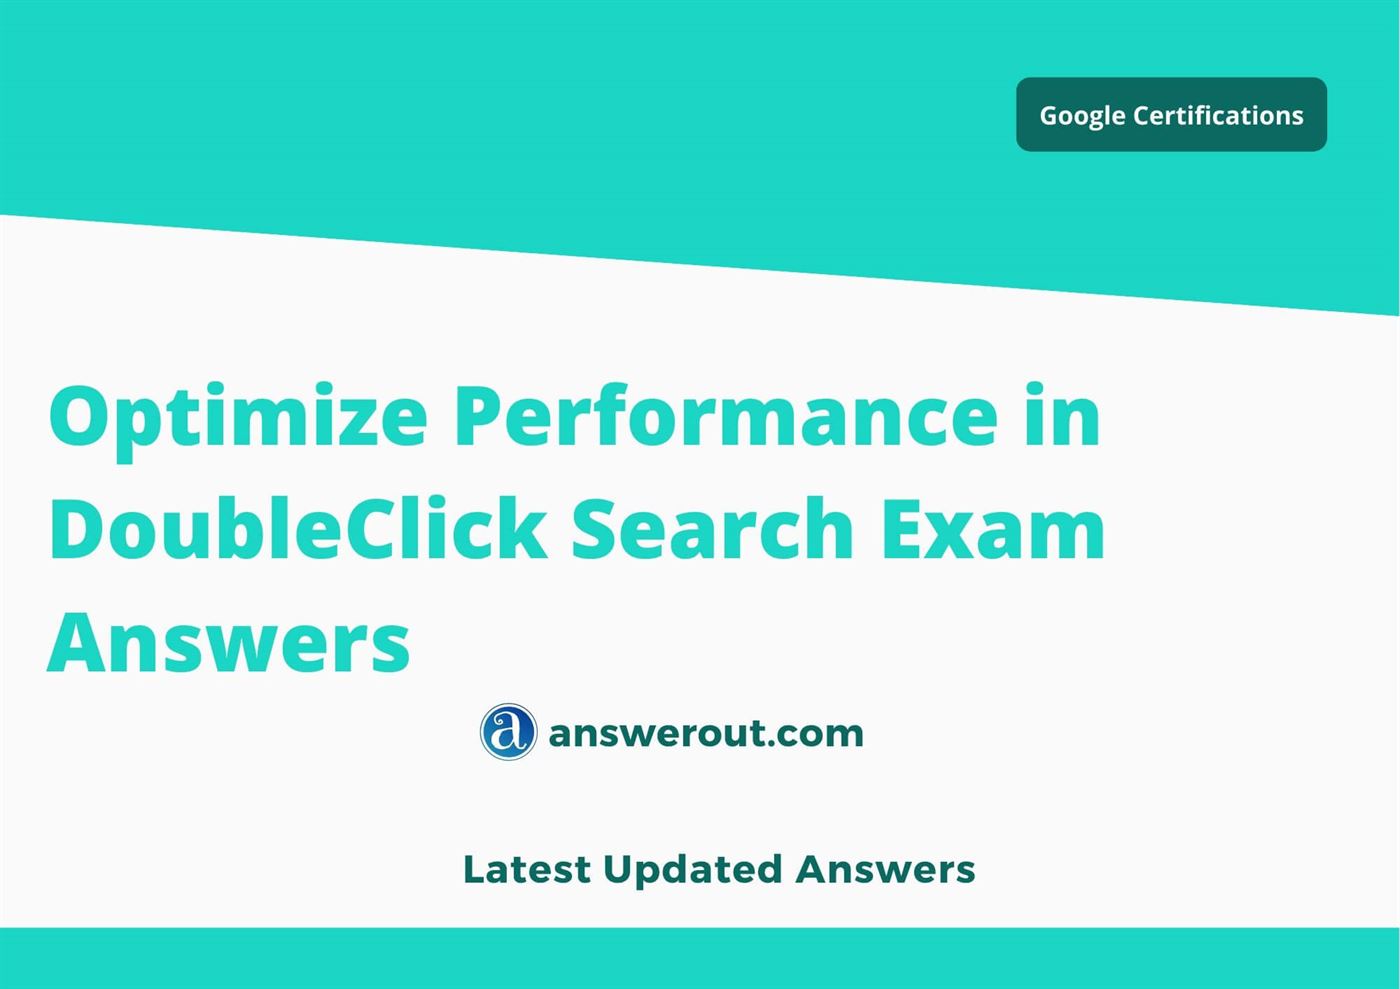 Google Certifications
Optimize Performance in
DoubleClick Search Exam
Answers
a answerout.com
Latest Updated Answers